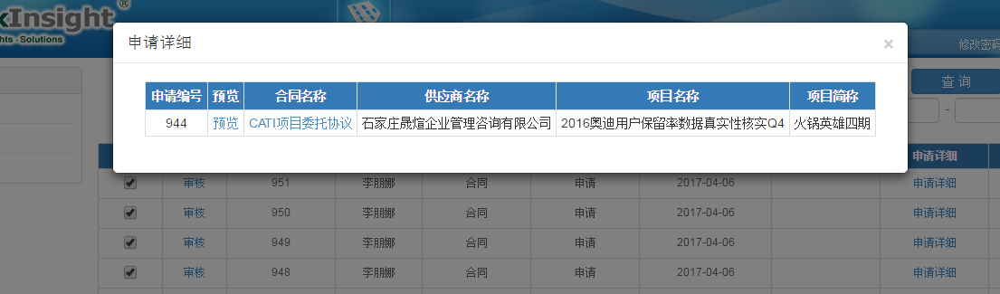 kInsight®
hts - Solutions
修改密码
申请详细 ×
查 询
申请编号 预览 合同名称 供应商名称 项目名称 项目简称
944 预览 CATI项目委托协议 石家庄晟煊企业管理咨询有限公司 2016奥迪用户保留率数据真实性核实Q4 火锅英雄四期
-
申请详细
审核 951 李朋娜 合同 申请 2017-04-06 申请详细
审核 950 李朋娜 合同 申请 2017-04-06 申请详细
审核 949 李朋娜 合同 申请 2017-04-06 申请详细
审核 948 李朋娜 合同 申请 2017-04-06 申请详细